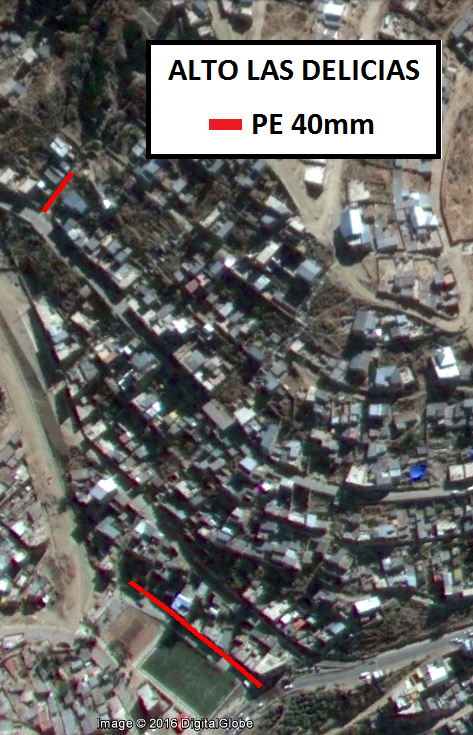 ALTO LAS DELICIAS
PE 40mm
Image © 2016 DigitalGlobe